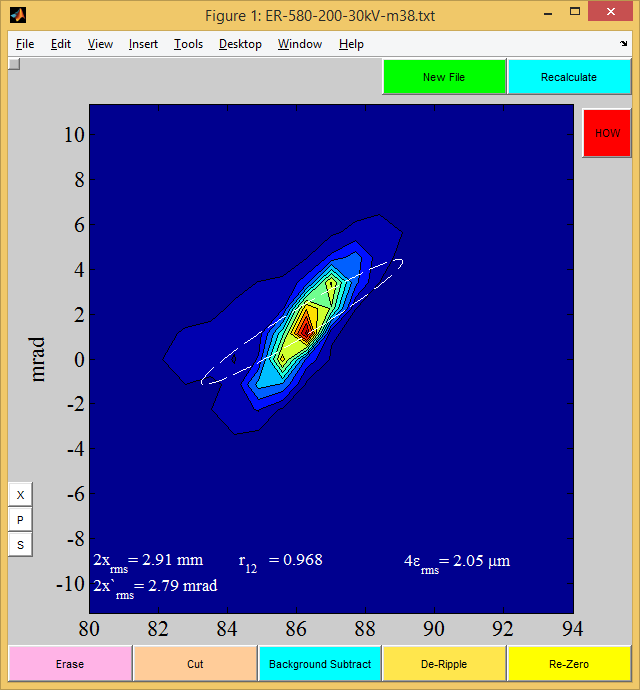 Figure 1: ER-580-200-30kV-m38.txt
File Edit View Insert Tools Desktop Window Help
New File Recalculate
HOW
10
8
6
4
2
0
-2
-4
-6
-8
-10
mrad
X
P
S
2xrms= 2.91 mm r12 = 0.968 4εrms= 2.05 μm
2x`rms= 2.79 mrad
80 82 84 86 88 90 92 94
Erase Cut Background Subtract De-Ripple Re-Zero